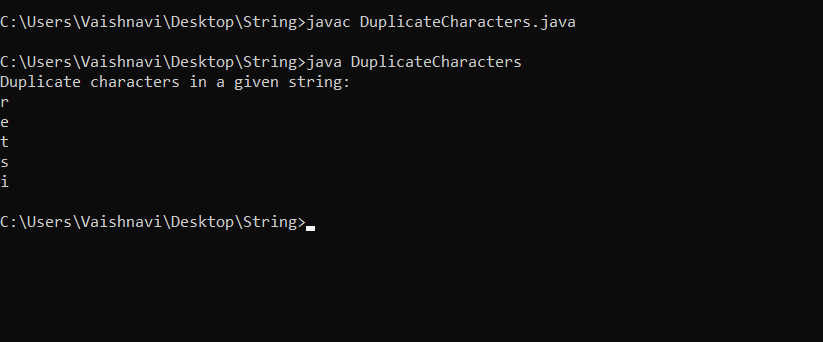 C:\Users\Vaishnavi\Desktop\String>javac DuplicateCharacters.java
C:\Users\Vaishnavi\Desktop\String>java DuplicateCharacters
Duplicate characters in a given string:
r
e
t
s
i
C:\Users\Vaishnavi\Desktop\String>